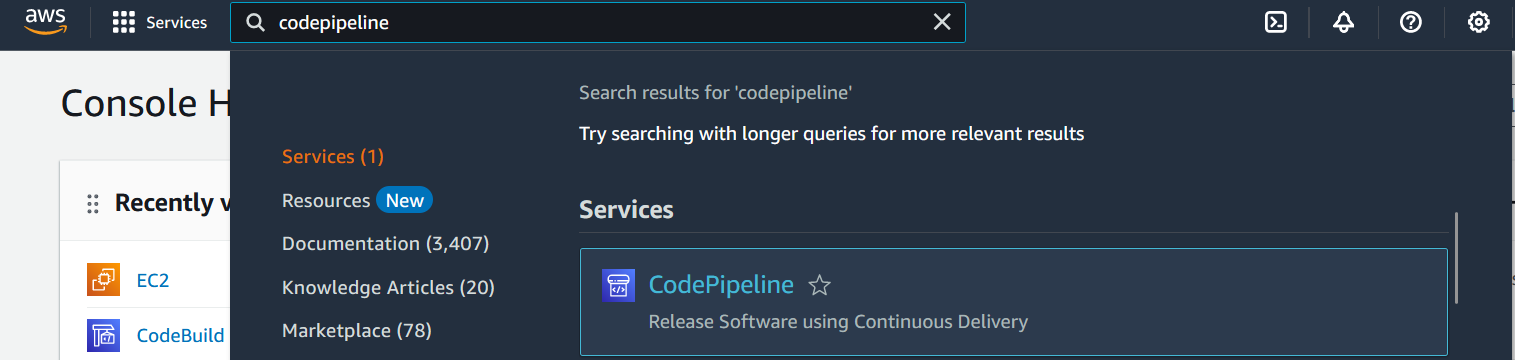 aws
Services
codepipeline
Console H
Search results for 'codepipeline'
Try searching with longer queries for more relevant results
Services (1)
Resources New
Documentation (3,407)
Knowledge Articles (20)
Marketplace (78)
Recently v
EC2
CodeBuild
Services
CodePipeline
Release Software using Continuous Delivery